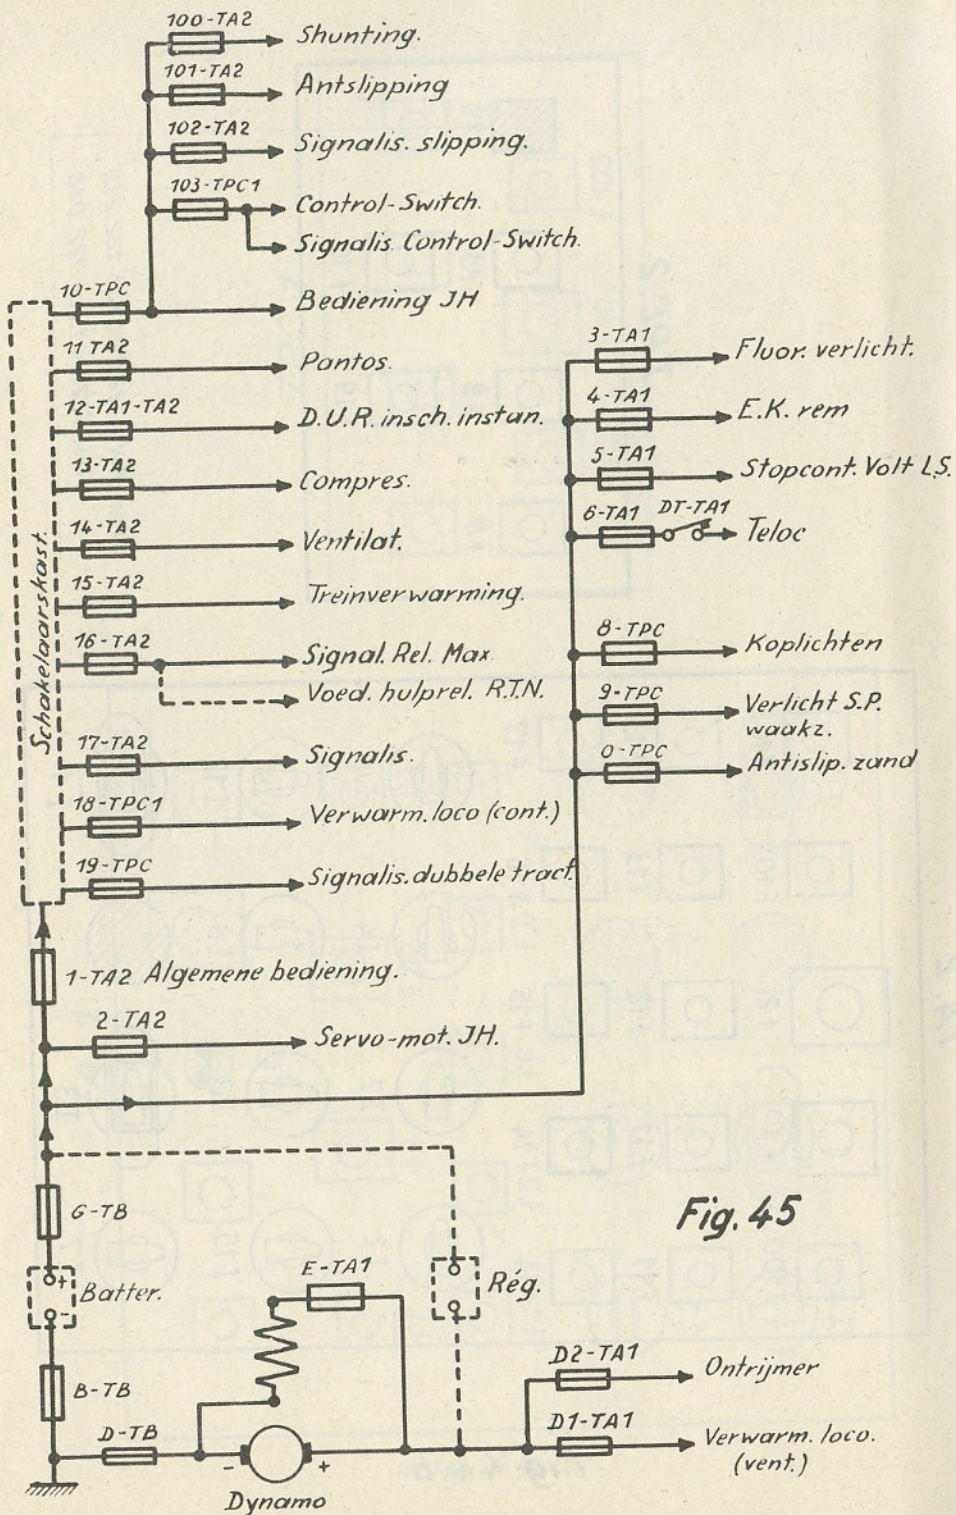 100-TA2
Shunting.
101-TA2
Antslipping
102-TA2
Signalis. slipping.
103-TPC1
Control-Switch.
Signalis. Control-Switch.
10-TPC
Bediening JH
11 TA2
Pantos.
12-TA1-TA2
D.U.R. insch. instan.
13-TA2
Compres.
14-TA2
Ventilat.
15-TA2
Treinverwarming.
16-TA2
Signal. Rel. Max.
Voed. hulprel. R.T.N.
17-TA2
Signalis.
18-TPC1
Verwarm. loco (cont.)
19-TPC
Signalis. dubbele tract.
Schakelaarskast.
1-TA2 Algemene bediening.
2-TA2
Servo-mot. JH.
3-TA1
Fluor. verlicht.
4-TA1
E.K. rem
5-TA1
Stopcont. Volt L.S.
6-TA1
DT-TA1
Teloc
8-TPC
Koplichten
9-TPC
Verlicht S.P.
waakz.
0-TPC
Antislip. zand
G-TB
Batter.
+
-
B-TB
D-TB
E-TA1
Rég.
-
+
Dynamo
D2-TA1
Ontrijmer
D1-TA1
Verwarm. loco.
(vent.)
Fig. 45